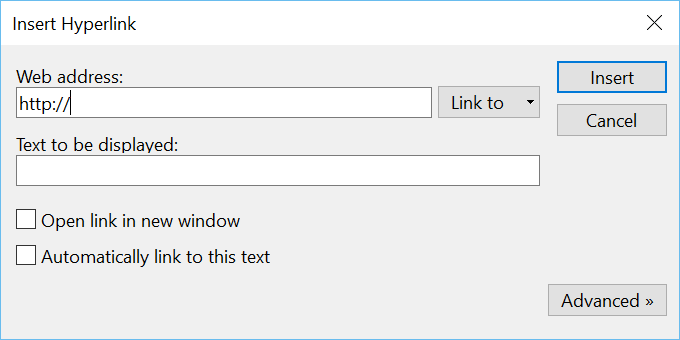 Insert Hyperlink
Web address:
http://
Link to
Insert
Cancel
Text to be displayed:
Open link in new window
Automatically link to this text
Advanced »